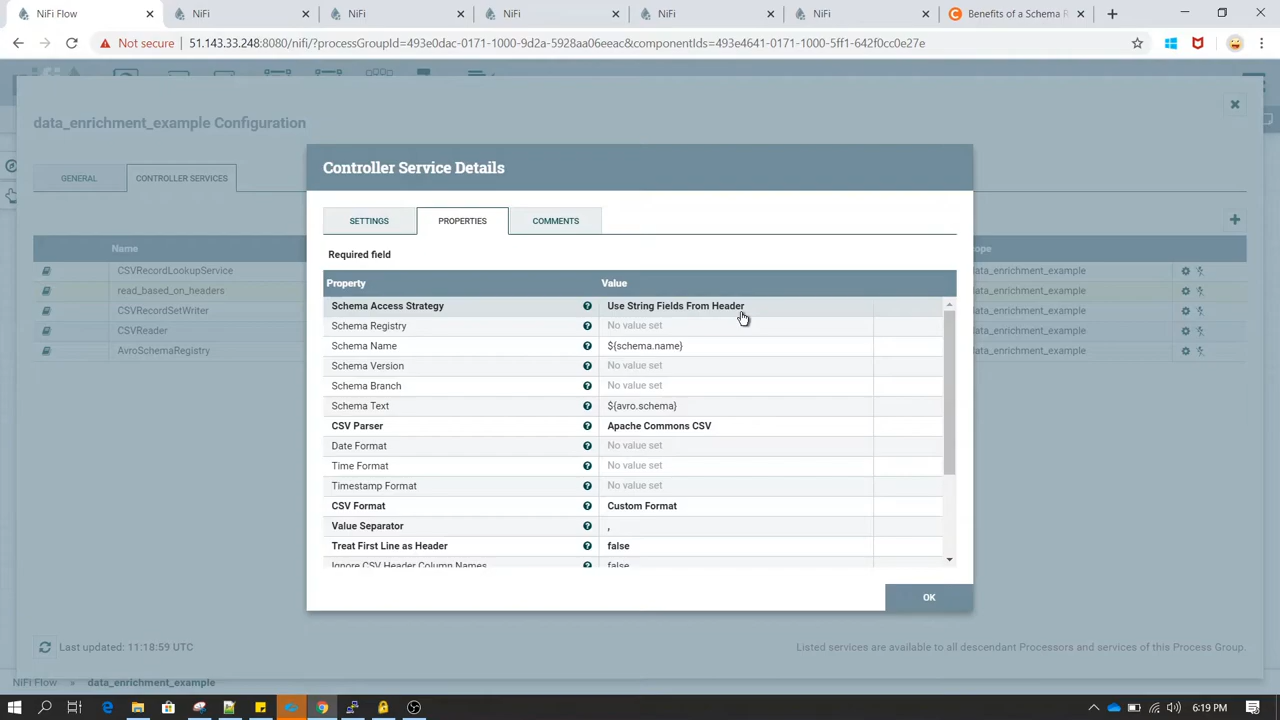 NiFi Flow
NiFi
NiFi
NiFi
NiFi
NiFi
Benefits of a Schema R
Not secure
51.143.33.248:8080/nifi/?processGroupId=493e0dac-0171-1000-9d2a-5928aa06eeac&componentIds=493e4641-0171-1000-5ff1-642f0cc0e27e
data_enrichment_example Configuration
GENERAL
CONTROLLER SERVICES
Name
CSVRecordLookupService
data_enrichment_example
read_based_on_headers
data_enrichment_example
CSVRecordSetWriter
data_enrichment_example
CSVReader
data_enrichment_example
AvroSchemaRegistry
data_enrichment_example
Controller Service Details
SETTINGS
PROPERTIES
COMMENTS
Required field
Property
Value
Schema Access Strategy
Use String Fields From Header
Schema Registry
No value set
Schema Name
${schema.name}
Schema Version
No value set
Schema Branch
No value set
Schema Text
${avro.schema}
CSV Parser
Apache Commons CSV
Date Format
No value set
Time Format
No value set
Timestamp Format
No value set
CSV Format
Custom Format
Value Separator
,
Treat First Line as Header
false
Ignore CSV Header Column Names
false
OK
Last updated: 11:18:59 UTC
Listed services are available to all descendant Processors and services of this Process Group.
NiFi Flow » data_enrichment_example
6:19 PM